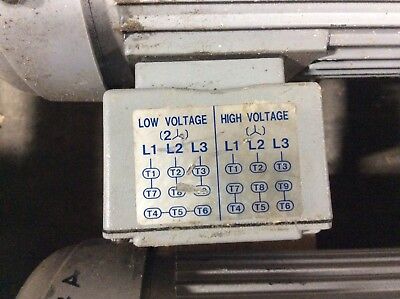 LOW VOLTAGE HIGH VOLTAGE
(2 ) ( )
L1 L2 L3 L1 L2 L3
T1 T2 T3 T1 T2 T3
T7 T8 T7 T8 T9
T4 T5 T6 T4 T5 T6